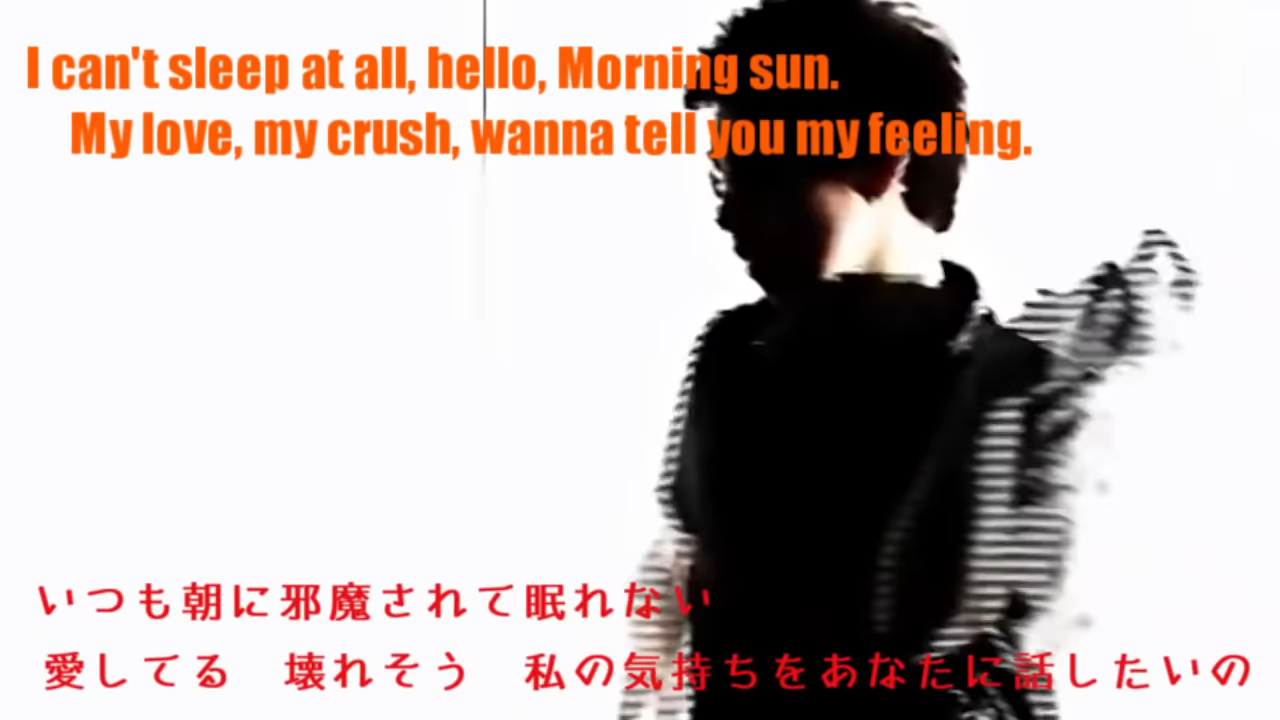 I can't sleep at all, hello, Morning sun.
My love, my crush, wanna tell you my feeling.
いつも朝に邪魔されて眠れない
愛してる　壊れそう　私の気持ちをあなたに話したいの